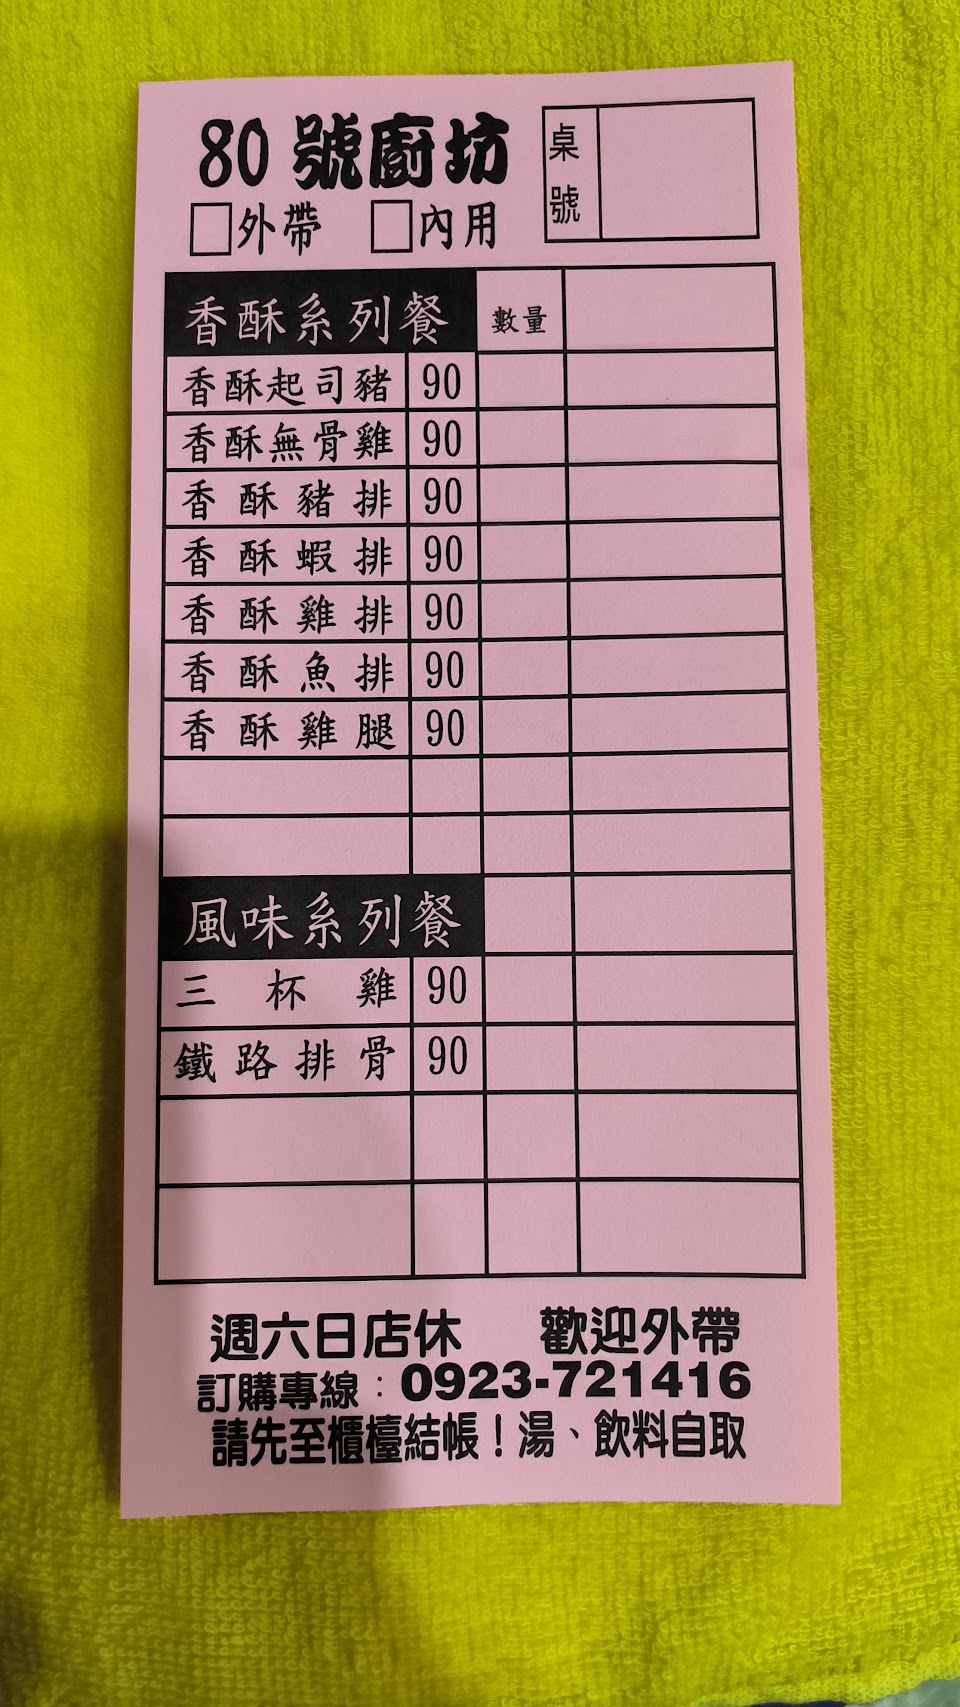 80 號廚坊
桌號
外帶 內用
香酥系列餐 數量
香酥起司豬 90
香酥無骨雞 90
香酥豬排 90
香酥蝦排 90
香酥雞排 90
香酥魚排 90
香酥雞腿 90
風味系列餐
三杯雞 90
鐵路排骨 90
週六日店休 歡迎外帶
訂購專線：0923-721416
請先至櫃檯結帳！湯、飲料自取